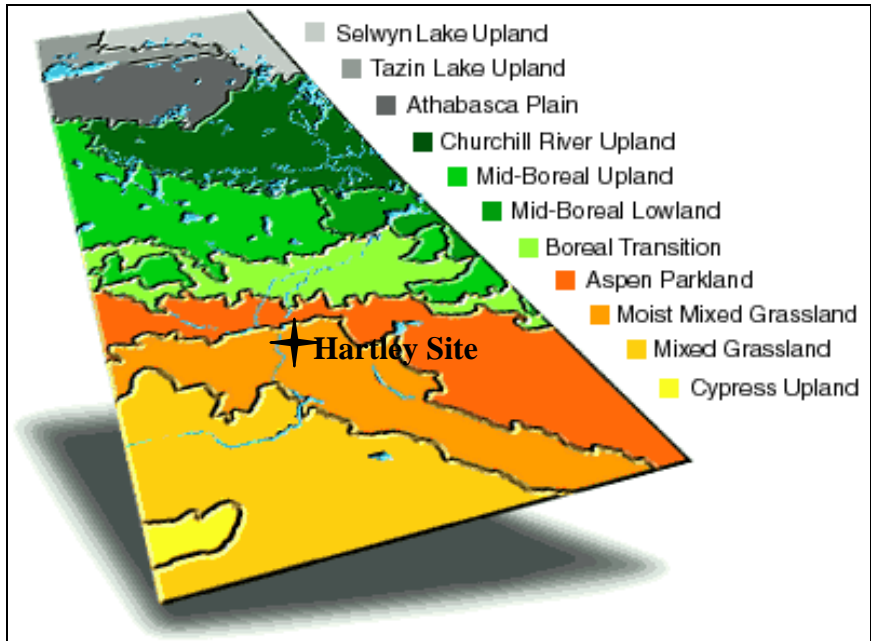 Selwyn Lake Upland
Tazin Lake Upland
Athabasca Plain
Churchill River Upland
Mid-Boreal Upland
Mid-Boreal Lowland
Boreal Transition
Aspen Parkland
Moist Mixed Grassland
Hartley Site
Mixed Grassland
Cypress Upland